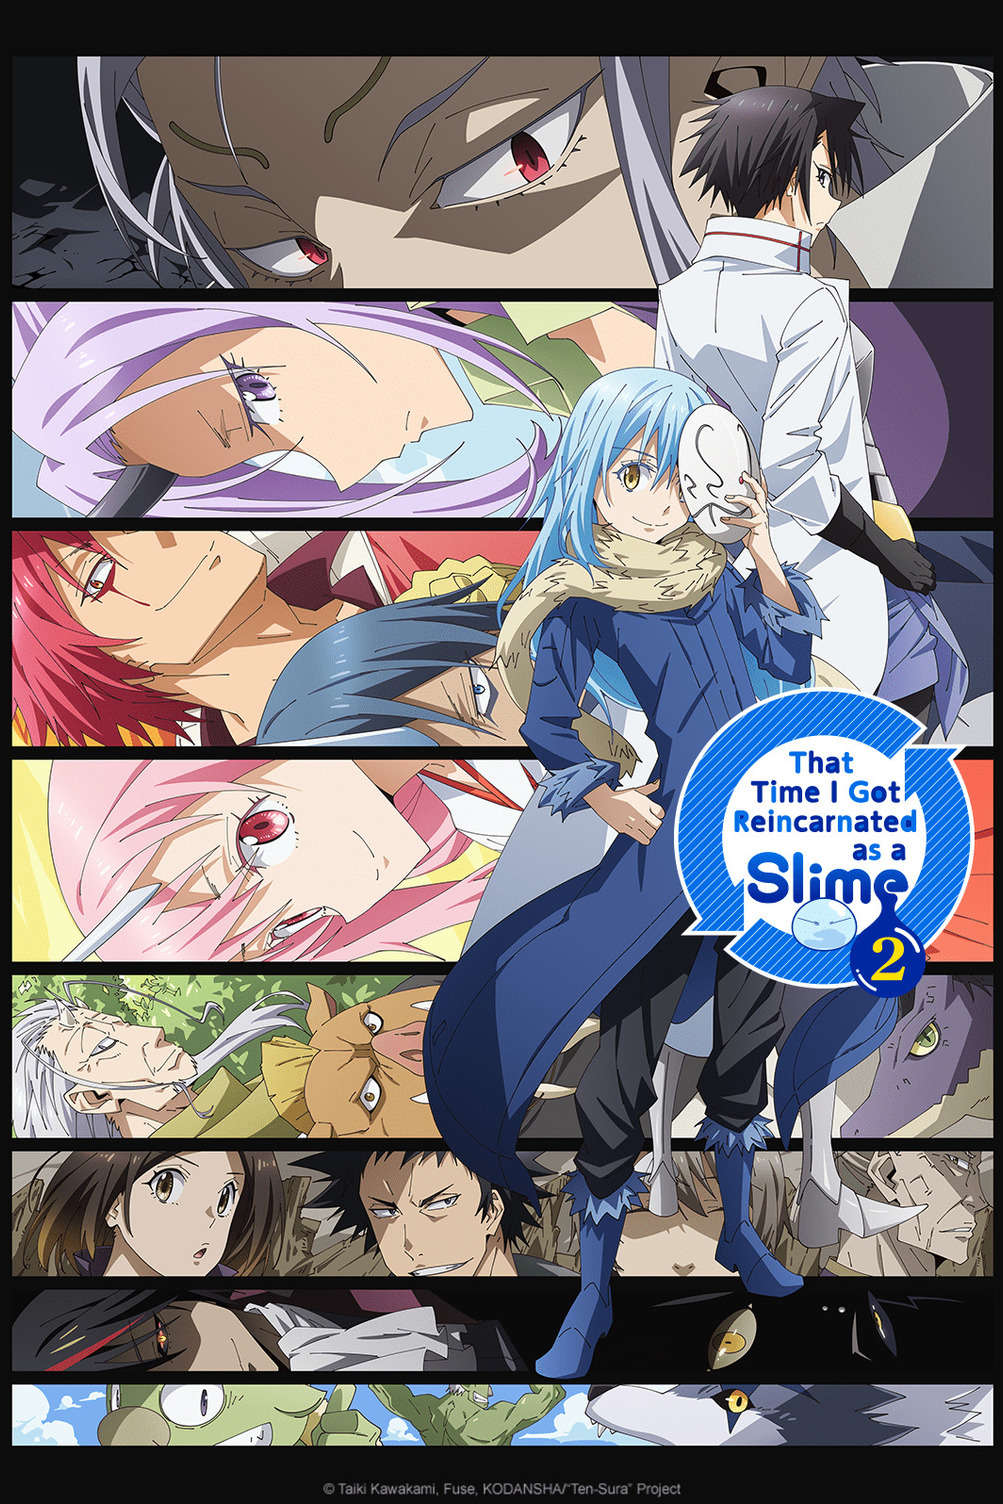 That
Time I Got
Reincarnated
as a
Slime
2
© Taiki Kawakami, Fuse, KODANSHA/“Ten-Sura” Project